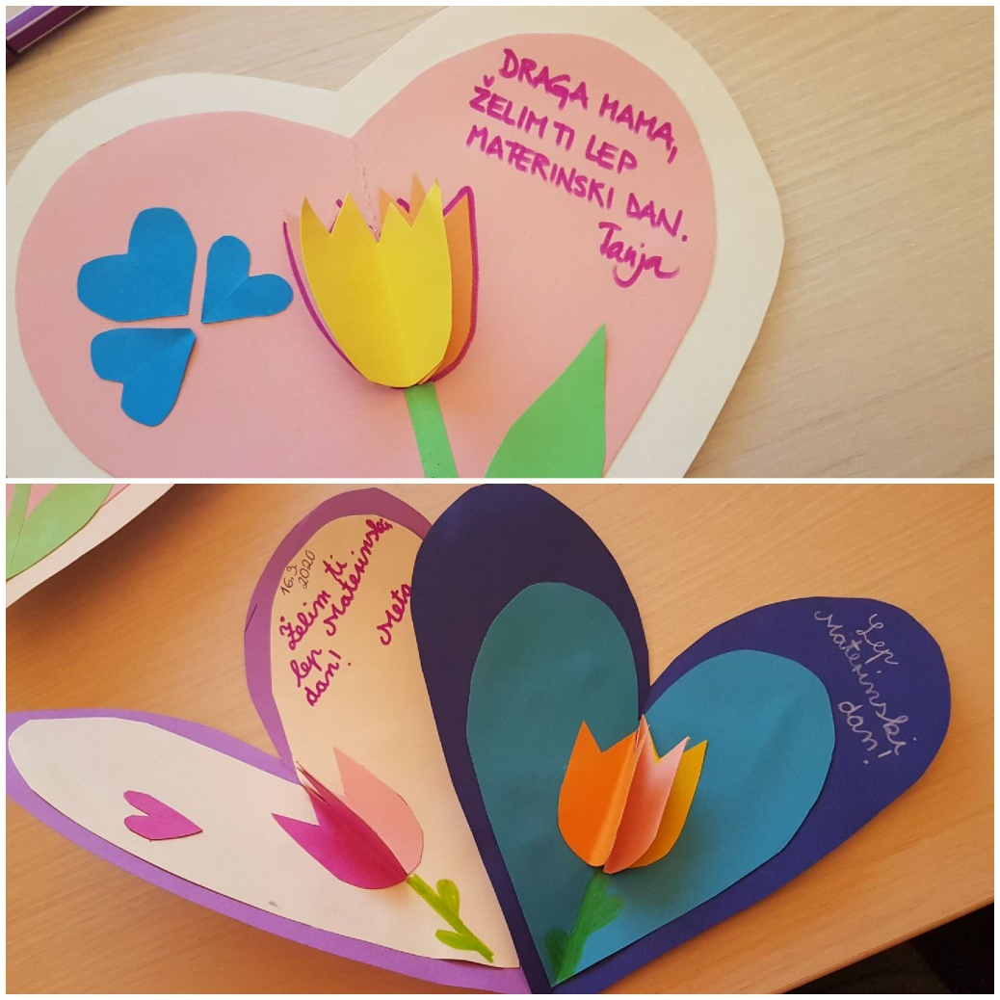 DRAGA MAMA,
ŽELIM TI LEP
MATERINSKI DAN.
Tanja
16.3
2020
Želim ti
lep Materinski
dan!
Meta
Lep
Materinski
dan!